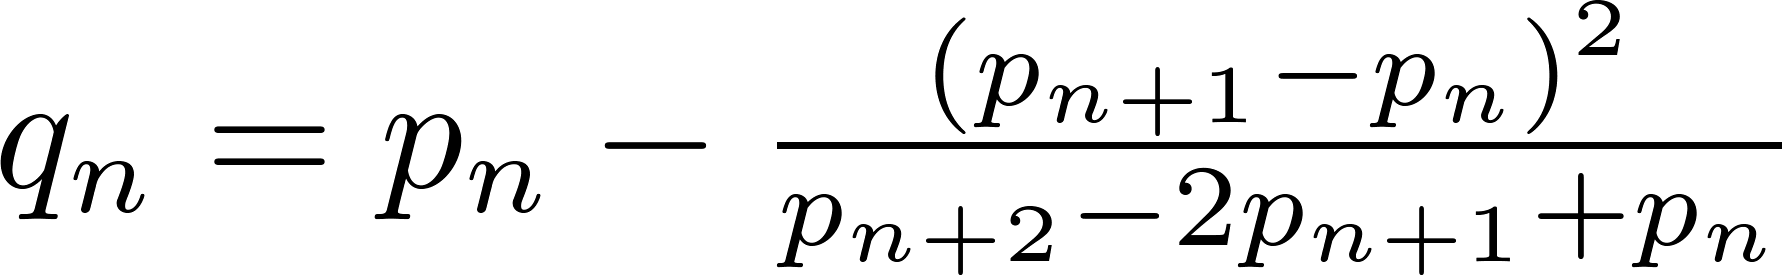 $q_n = p_n - \frac{(p_{n+1}-p_n)^2}{p_{n+2}-2p_{n+1}+p_n}$